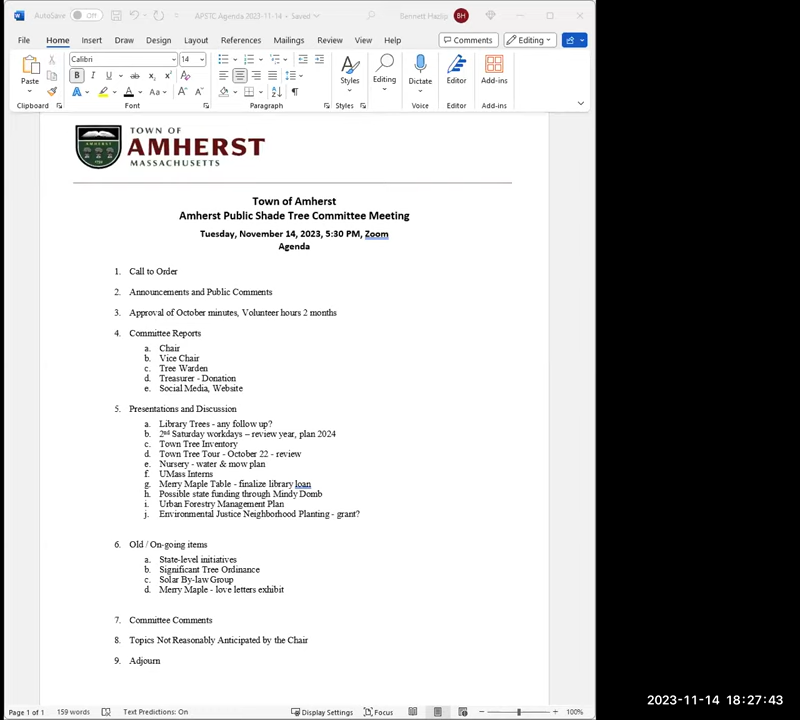 AutoSave Off APSTC Agenda 2023-11-14 • Saved Bennett Hazlip BH
File Home Insert Draw Design Layout References Mailings Review View Help Comments Editing
Paste
Calibri 14
B I U ab x₂ x²
A A Aa A A
Styles
Editing
Dictate
Editor
Add-ins
Clipboard Font Paragraph Styles Voice Editor Add-ins
TOWN OF
AMHERST
MASSACHUSETTS
Town of Amherst
Amherst Public Shade Tree Committee Meeting
Tuesday, November 14, 2023, 5:30 PM, Zoom
Agenda
1. Call to Order
2. Announcements and Public Comments
3. Approval of October minutes, Volunteer hours 2 months
4. Committee Reports
a. Chair
b. Vice Chair
c. Tree Warden
d. Treasurer - Donation
e. Social Media, Website
5. Presentations and Discussion
a. Library Trees - any follow up?
b. 2nd Saturday workdays – review year, plan 2024
c. Town Tree Inventory
d. Town Tree Tour - October 22 - review
e. Nursery - water & mow plan
f. UMass Interns
g. Merry Maple Table - finalize library loan
h. Possible state funding through Mindy Domb
i. Urban Forestry Management Plan
j. Environmental Justice Neighborhood Planting - grant?
6. Old / On-going items
a. State-level initiatives
b. Significant Tree Ordinance
c. Solar By-law Group
d. Merry Maple - love letters exhibit
7. Committee Comments
8. Topics Not Reasonably Anticipated by the Chair
9. Adjourn
Page 1 of 1 159 words Text Predictions: On Display Settings Focus 100%
2023-11-14 18:27:43